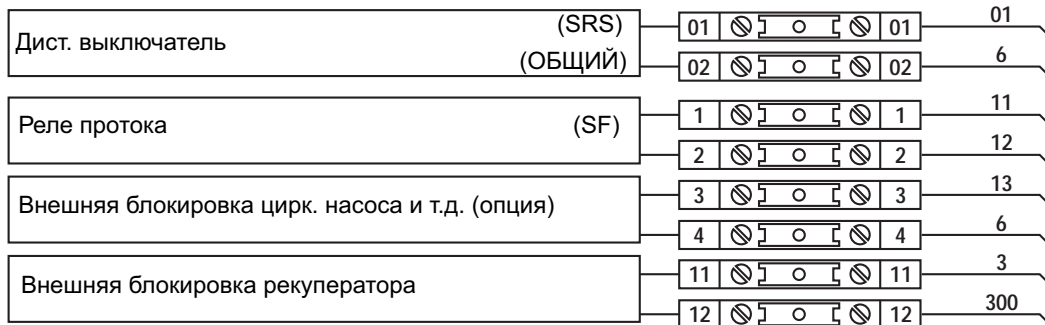 Дист. выключатель (SRS) 01 01 01
(ОБЩИЙ) 02 02 6
Реле протока (SF) 1 1 11
2 2 12
Внешняя блокировка цирк. насоса и т.д. (опция) 3 3 13
4 4 6
Внешняя блокировка рекуператора 11 11 3
12 12 300